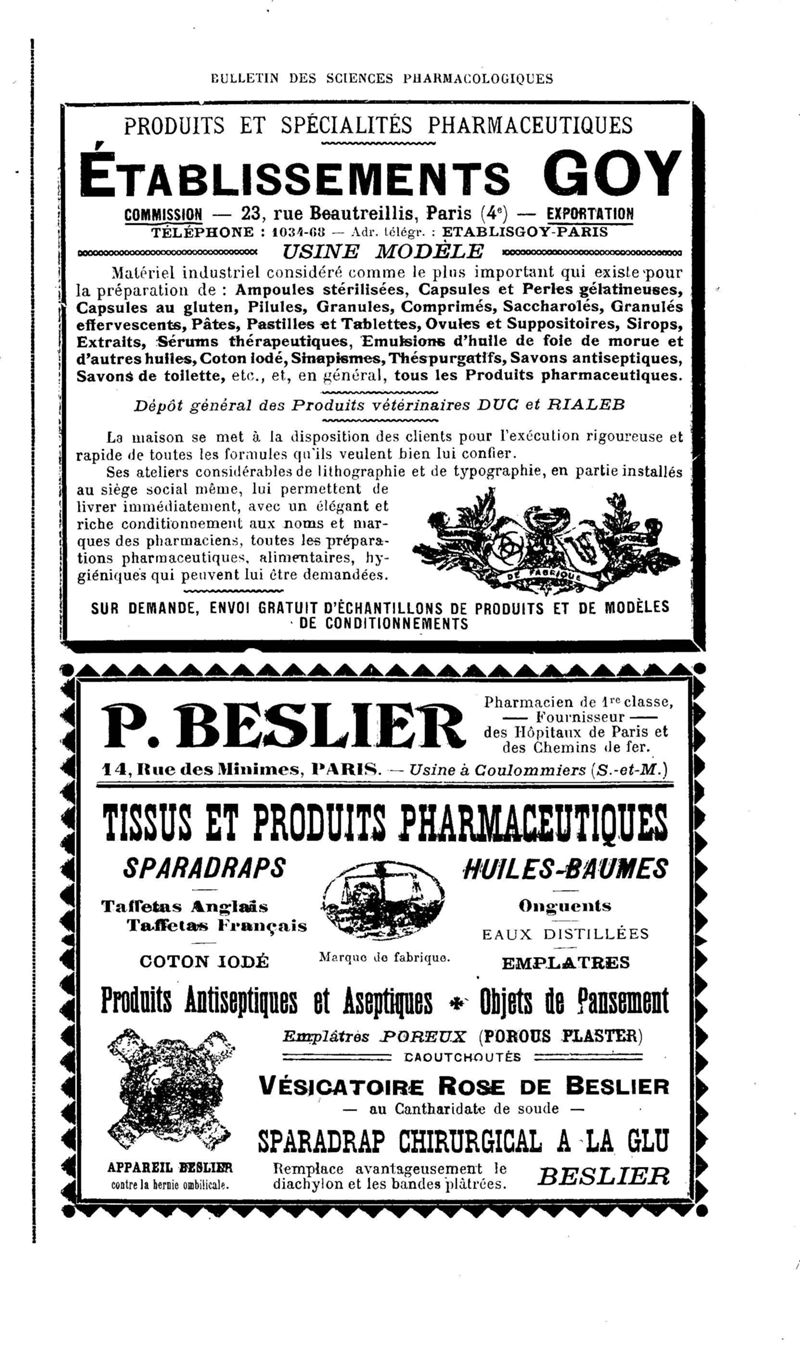 BULLETIN DES SCIENCES PHARMACOLOGIQUES
PRODUITS ET SPÉCIALITÉS PHARMACEUTIQUES
ÉTABLISSEMENTS GOY
COMMISSION — 23, rue Beautreillis, Paris (4e) — EXPORTATION
TÉLÉPHONE : 1034-68 — Adr. télégr. : ETABLISGOY-PARIS
USINE MODÈLE
Matériel industriel considéré comme le plus important qui existe pour
la préparation de : Ampoules stérilisées, Capsules et Perles gélatineuses,
Capsules au gluten, Pilules, Granules, Comprimés, Saccharolés, Granulés
effervescents, Pâtes, Pastilles et Tablettes, Ovules et Suppositoires, Sirops,
Extraits, Sérums thérapeutiques, Emulsions d'huile de foie de morue et
d'autres huiles, Coton iodé, Sinapismes, Thés purgatifs, Savons antiseptiques,
Savons de toilette, etc., et, en général, tous les Produits pharmaceutiques.
Dépôt général des Produits vétérinaires DUC et RIALEB
La maison se met à la disposition des clients pour l'exécution rigoureuse et
rapide de toutes les formules qu'ils veulent bien lui confier.
Ses ateliers considérables de lithographie et de typographie, en partie installés
au siège social même, lui permettent de
livrer immédiatement, avec un élégant et
riche conditionnement aux noms et mar-
ques des pharmaciens, toutes les prépara-
tions pharmaceutiques, alimentaires, hy-
giéniques qui peuvent lui être demandées.
DE FABRIQUE
SUR DEMANDE, ENVOI GRATUIT D'ÉCHANTILLONS DE PRODUITS ET DE MODÈLES
DE CONDITIONNEMENTS
P. BESLIER
Pharmacien de 1re classe,
— Fournisseur —
des Hôpitaux de Paris et
des Chemins de fer.
14, Rue des Minimes, PARIS. — Usine à Coulommiers (S.-et-M.)
TISSUS ET PRODUITS PHARMACEUTIQUES
SPARADRAPS
Taffetas Anglais
Taffetas Français
COTON IODÉ
Marque de fabrique.
HUILES-BAUMES
Onguents
EAUX DISTILLÉES
EMPLATRES
Produits Antiseptiques et Aseptiques ✠ Objets de Pansement
Emplâtres POREUX (POROUS PLASTER)
CAOUTCHOUTÉS
VÉSICATOIRE ROSE DE BESLIER
— au Cantharidate de soude —
SPARADRAP CHIRURGICAL A LA GLU
APPAREIL BESLIER
contre la hernie ombilicale.
Remplace avantageusement le
diachylon et les bandes plâtrées.
BESLIER